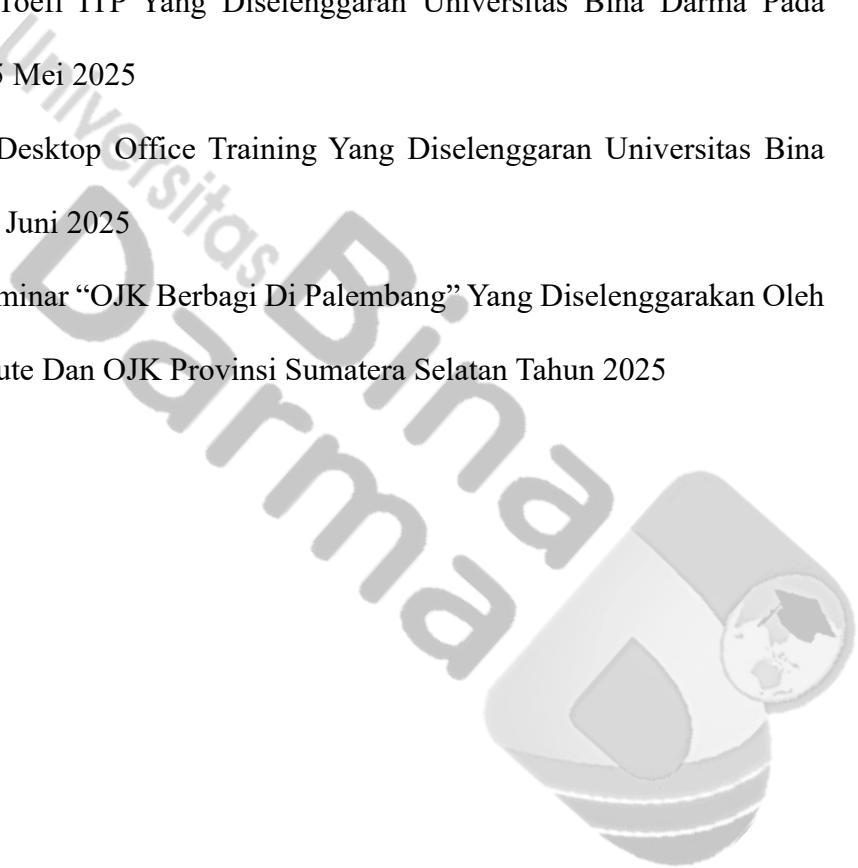 Toefl ITP Yang Diselenggaran Universitas Bina Darma Pada
5 Mei 2025
Desktop Office Training Yang Diselenggaran Universitas Bina
Juni 2025
minar “OJK Berbagi Di Palembang” Yang Diselenggarakan Oleh
ute Dan OJK Provinsi Sumatera Selatan Tahun 2025
Universitas
Bina
Darma